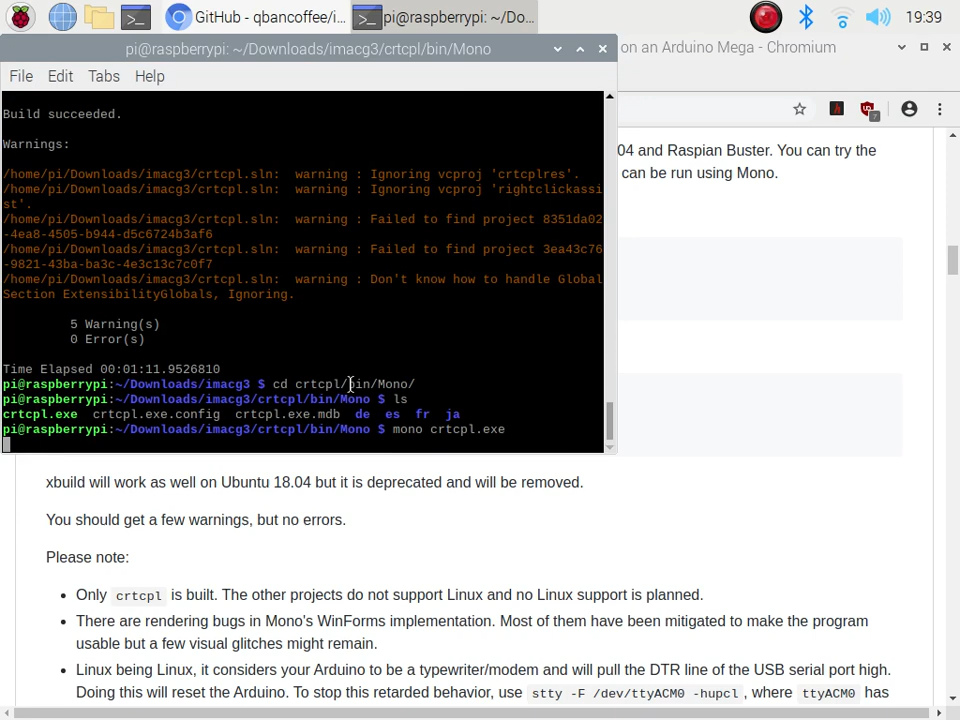 GitHub - qbancoffee/i...
pi@raspberrypi: ~/Do...
19:39
pi@raspberrypi: ~/Downloads/imacg3/crtcpl/bin/Mono
on an Arduino Mega - Chromium
File Edit Tabs Help
Build succeeded.
Warnings:
/home/pi/Downloads/imacg3/crtcpl.sln:  warning : Ignoring vcproj 'crtcplres'.
/home/pi/Downloads/imacg3/crtcpl.sln:  warning : Ignoring vcproj 'rightclickassi
st'.
/home/pi/Downloads/imacg3/crtcpl.sln:  warning : Failed to find project 8351da02
-4ea8-4505-b944-d5c6724b3af6
/home/pi/Downloads/imacg3/crtcpl.sln:  warning : Failed to find project 3ea43c76
-9821-43ba-ba3c-4e3c13c7c0f7
/home/pi/Downloads/imacg3/crtcpl.sln:  warning : Don't know how to handle Global
Section ExtensibilityGlobals, Ignoring.
5 Warning(s)
0 Error(s)
Time Elapsed 00:01:11.9526810
pi@raspberrypi:~/Downloads/imacg3 $ cd crtcpl/bin/Mono/
pi@raspberrypi:~/Downloads/imacg3/crtcpl/bin/Mono $ ls
crtcpl.exe  crtcpl.exe.config  crtcpl.exe.mdb  de  es  fr  ja
pi@raspberrypi:~/Downloads/imacg3/crtcpl/bin/Mono $ mono crtcpl.exe
04 and Raspian Buster. You can try the
can be run using Mono.
xbuild will work as well on Ubuntu 18.04 but it is deprecated and will be removed.
You should get a few warnings, but no errors.
Please note:
• Only crtcpl is built. The other projects do not support Linux and no Linux support is planned.
• There are rendering bugs in Mono's WinForms implementation. Most of them have been mitigated to make the program
usable but a few visual glitches might remain.
• Linux being Linux, it considers your Arduino to be a typewriter/modem and will pull the DTR line of the USB serial port high.
Doing this will reset the Arduino. To stop this retarded behavior, use stty -F /dev/ttyACM0 -hupcl, where ttyACM0 has